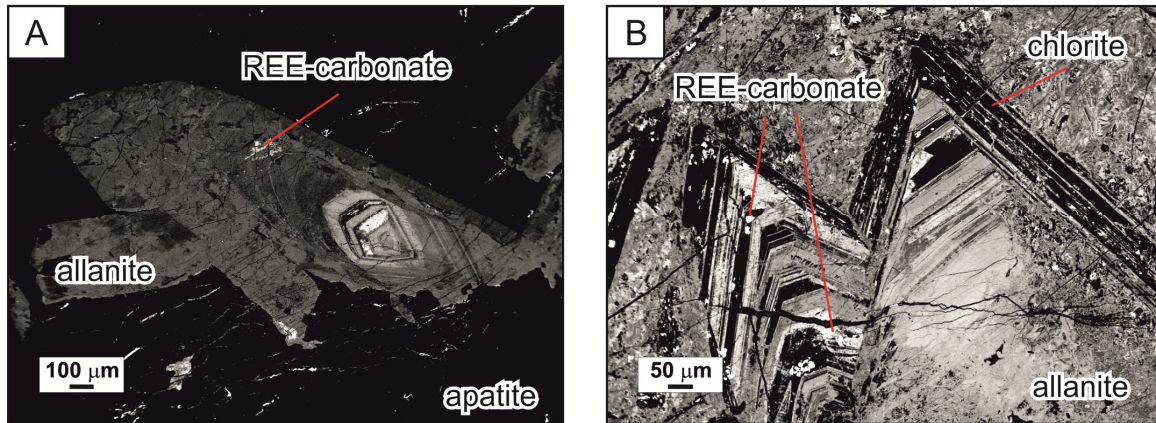 A
REE-carbonate
allanite
100 μm
apatite
B
chlorite
REE-carbonate
50 μm
allanite